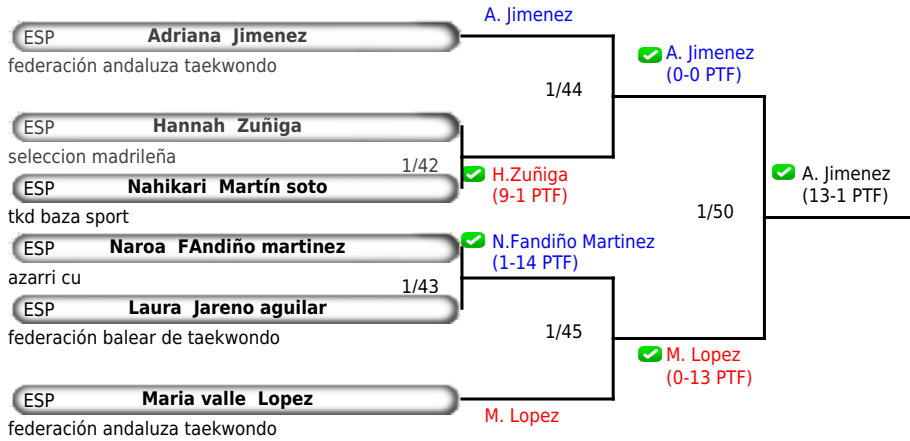 A. Jimenez
ESP Adriana Jimenez
federación andaluza taekwondo
A. Jimenez
(0-0 PTF)
1/44
ESP Hannah Zuñiga
seleccion madrileña
1/42
ESP Nahikari Martín soto
H.Zuñiga
(9-1 PTF)
tkd baza sport
A. Jimenez
(13-1 PTF)
1/50
ESP Naroa FAndiño martinez
N.Fandiño Martinez
(1-14 PTF)
azarri cu
1/43
ESP Laura Jareno aguilar
federación balear de taekwondo
1/45
M. Lopez
(0-13 PTF)
ESP Maria valle Lopez
M. Lopez
federación andaluza taekwondo